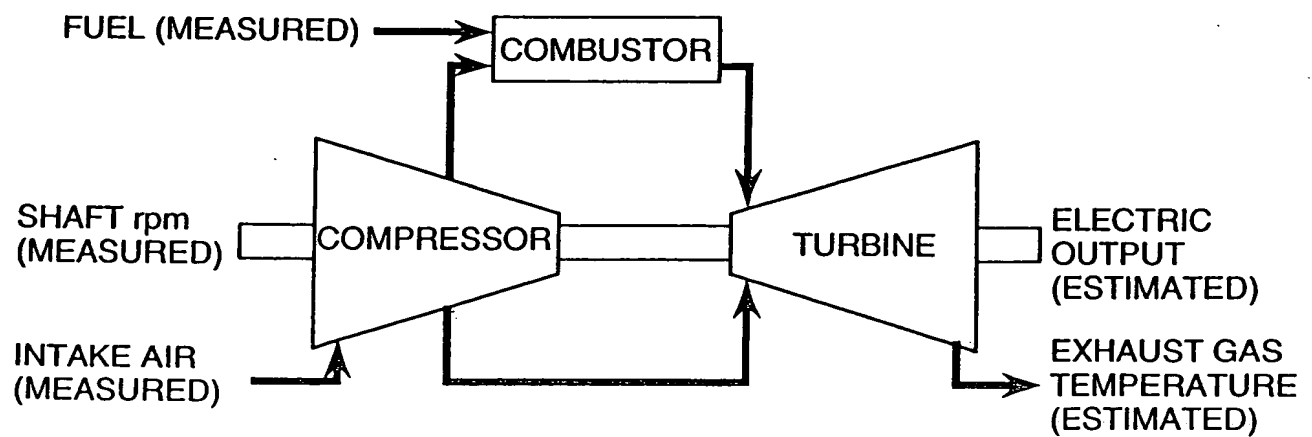 FUEL (MEASURED)
COMBUSTOR
SHAFT rpm
(MEASURED)
COMPRESSOR
TURBINE
ELECTRIC
OUTPUT
(ESTIMATED)
INTAKE AIR
(MEASURED)
EXHAUST GAS
TEMPERATURE
(ESTIMATED)